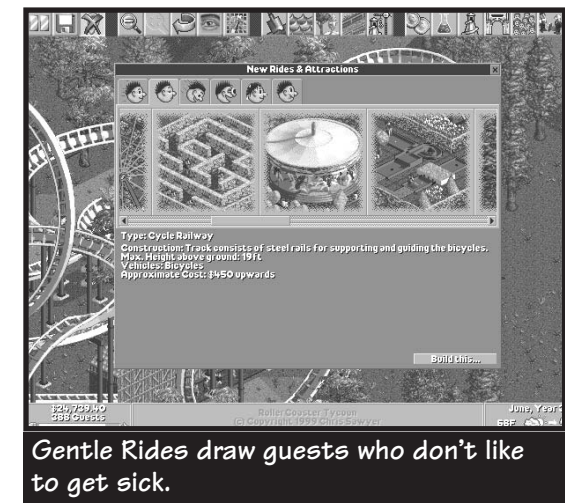 New Rides & Attractions
Type: Cycle Railway
Construction: Track consists of steel rails for supporting and guiding the bicycles.
Max. Height above ground: 19ft
Vehicles: Bicycles
Approximate Cost: $450 upwards
Build this...
$24,739.40
388 Guests
Roller Coaster Tycoon
(c) Copyright 1999 Chris Sawyer
June, Year
68F
Gentle Rides draw guests who don't like
to get sick.